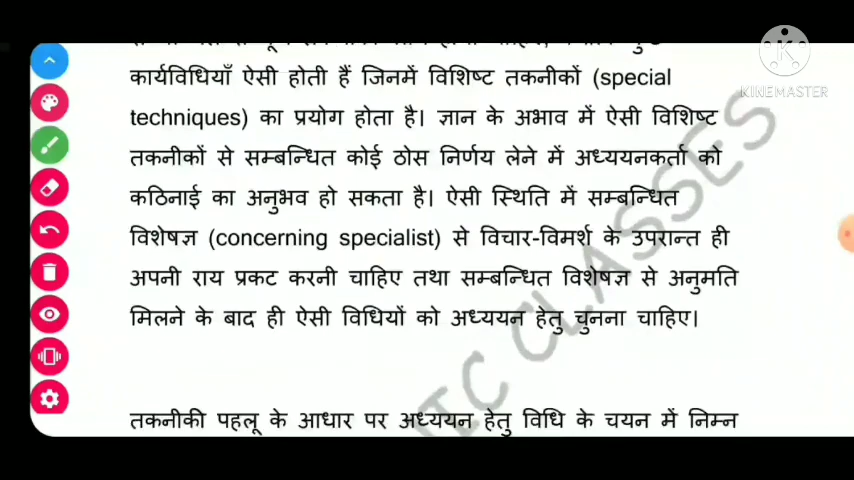 KINEMASTER
कार्यविधियाँ ऐसी होती हैं जिनमें विशिष्ट तकनीकों (special
techniques) का प्रयोग होता है। ज्ञान के अभाव में ऐसी विशिष्ट
तकनीकों से सम्बन्धित कोई ठोस निर्णय लेने में अध्ययनकर्ता को
कठिनाई का अनुभव हो सकता है। ऐसी स्थिति में सम्बन्धित
विशेषज्ञ (concerning specialist) से विचार-विमर्श के उपरान्त ही
अपनी राय प्रकट करनी चाहिए तथा सम्बन्धित विशेषज्ञ से अनुमति
मिलने के बाद ही ऐसी विधियों को अध्ययन हेतु चुनना चाहिए।
तकनीकी पहलू के आधार पर अध्ययन हेतु विधि के चयन में निम्न
CLASSES